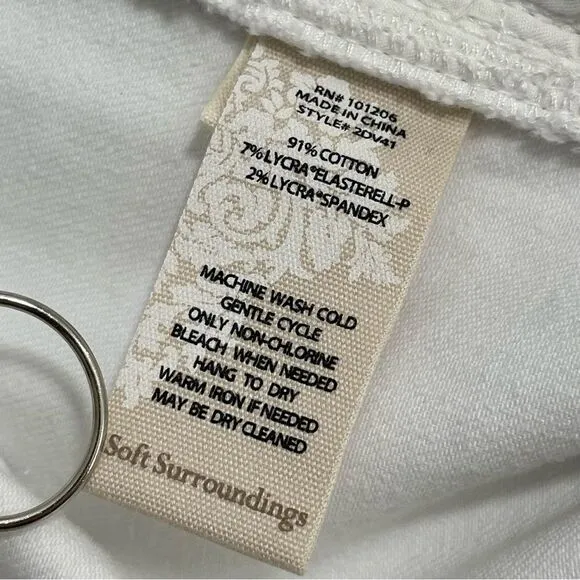 RN# 101206
MADE IN CHINA
STYLE# 2DV41
91% COTTON
7% LYCRA® ELASTERELL-P
2% LYCRA® SPANDEX
MACHINE WASH COLD
GENTLE CYCLE
ONLY NON-CHLORINE
BLEACH WHEN NEEDED
HANG TO DRY
WARM IRON IF NEEDED
MAY BE DRY CLEANED
Soft Surroundings